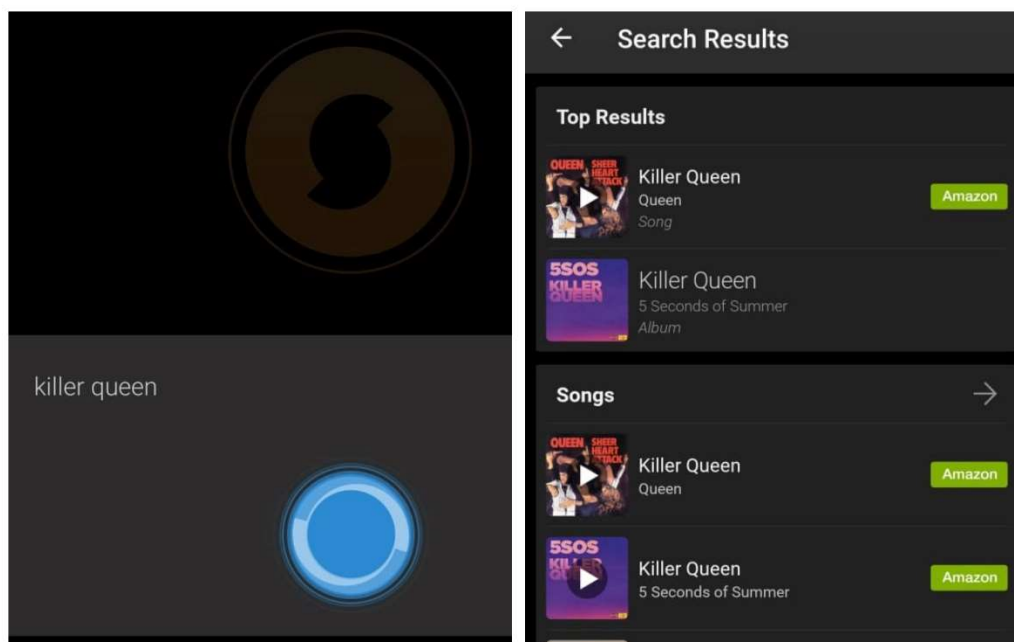 killer queen
Search Results
Top Results
QUEEN SHEER
HEART
ATTACK
Killer Queen
Queen
Song
Amazon
5SOS
KILLER
QUEEN
Killer Queen
5 Seconds of Summer
Album
Songs
QUEEN SHEER
HEART
ATTACK
Killer Queen
Queen
Amazon
5SOS
KILLER
QUEEN
Killer Queen
5 Seconds of Summer
Amazon